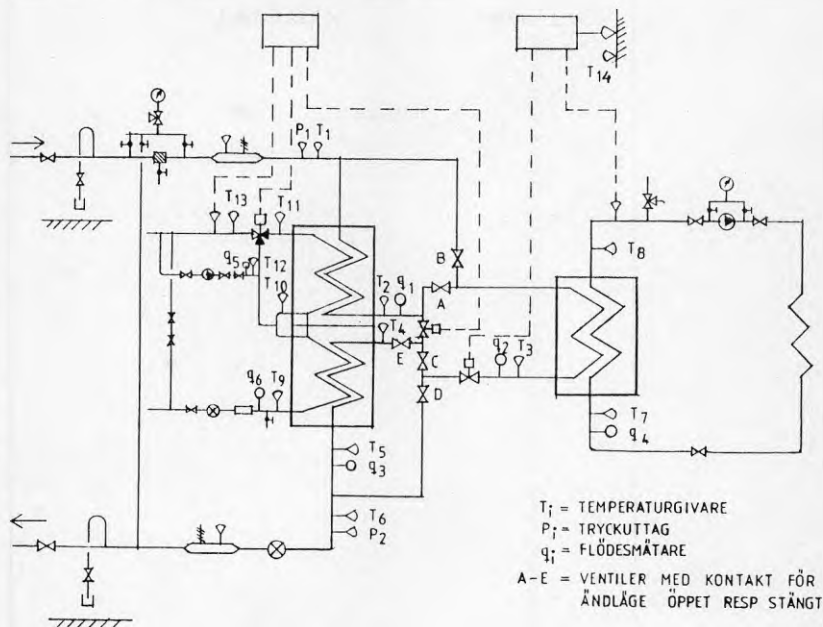 T14
P1 T1
T13
T11
q5
T12
T10
B
T8
T2 q1
A
T4
E
C
q2 T3
D
q6 T9
T7
q4
T5
q3
T6
P2
Ti = TEMPERATURGIVARE
Pi = TRYCKUTTAG
qi = FLÖDESMÄTARE
A-E = VENTILER MED KONTAKT FÖR
ÄNDLÄGE ÖPPET RESP STÄNGT